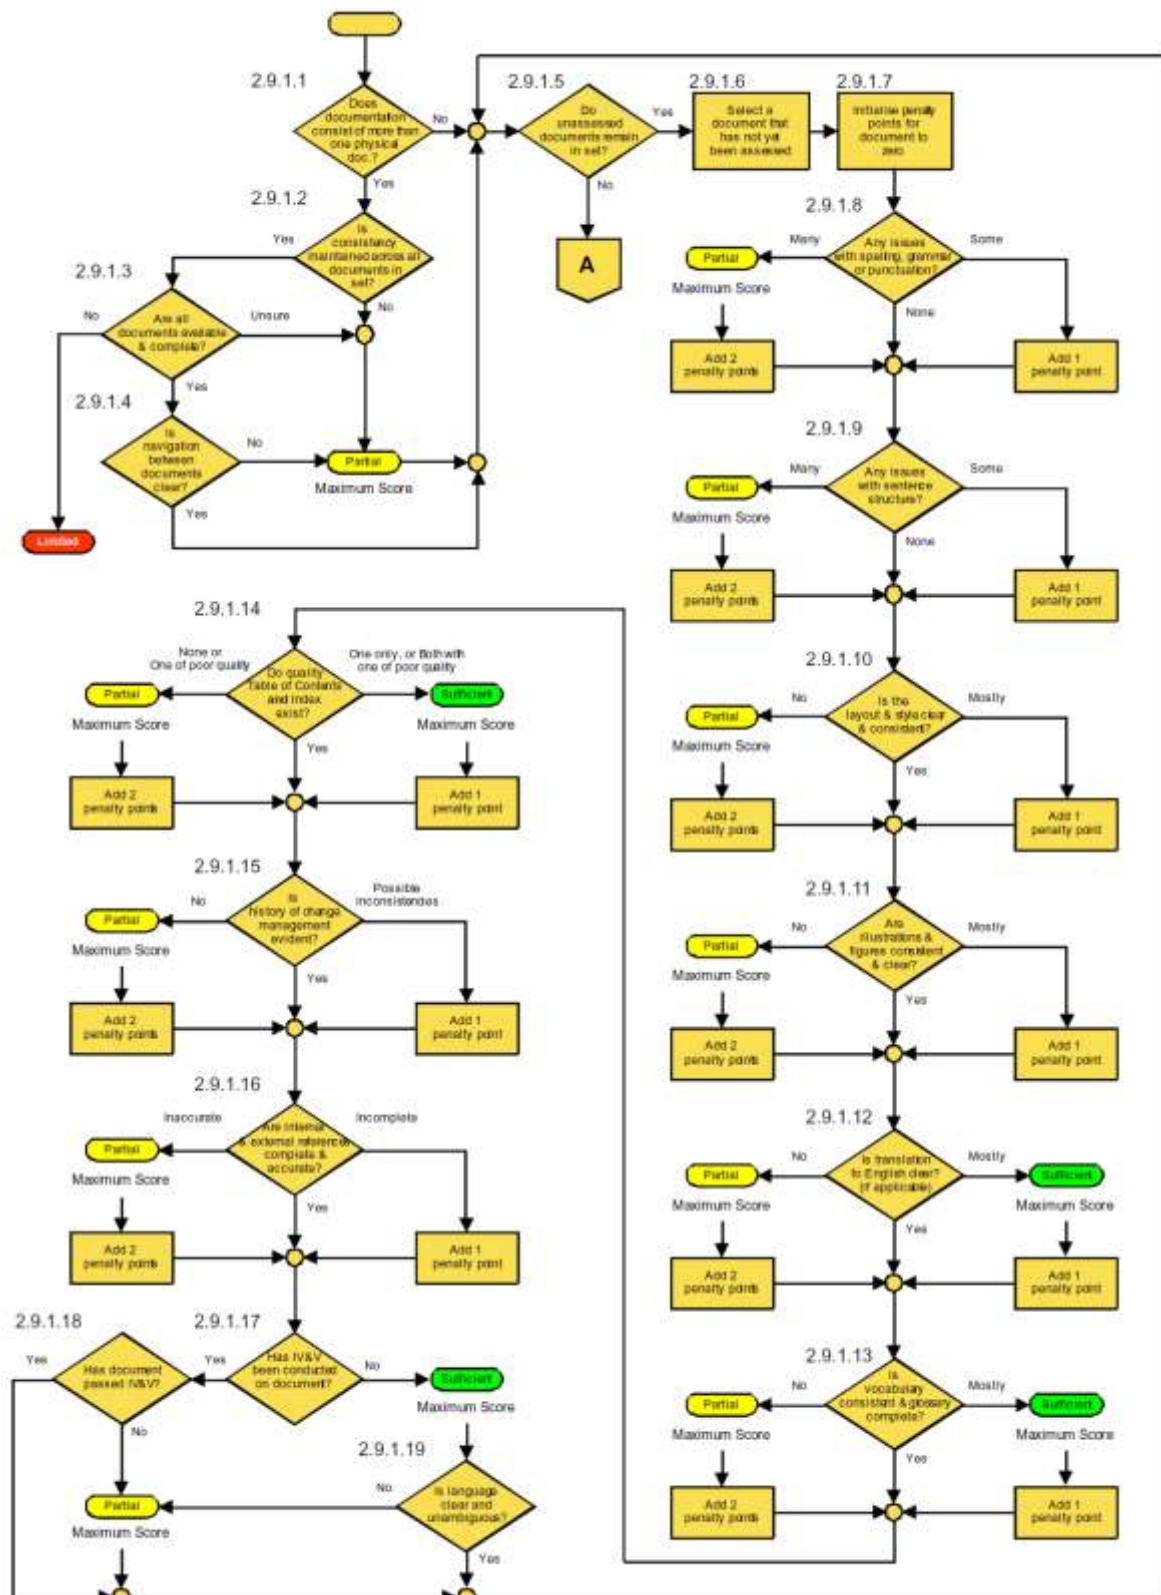 2.9.1.1
Does
documentation
consist of more than
one physical
doc.?
No
Yes
2.9.1.2
Is
consistency
maintained across all
documents in
set?
Yes
No
2.9.1.3
Are all
documents available
& complete?
No
Unsure
Yes
2.9.1.4
Is
navigation
between
documents
clear?
No
Yes
Partial
Maximum Score
Limited
2.9.1.5
Do
unassessed
documents remain
in set?
Yes
No
A
2.9.1.6
Select a
document that
has not yet
been assessed
2.9.1.7
Initialise penalty
points for
document to
zero
2.9.1.8
Any issues
with spelling, grammar
or punctuation?
Many
Some
None
Partial
Maximum Score
Add 2
penalty points
Add 1
penalty point
2.9.1.9
Any issues
with sentence
structure?
Many
Some
None
Partial
Maximum Score
Add 2
penalty points
Add 1
penalty point
2.9.1.10
Is the
layout & style clear
& consistent?
No
Mostly
Yes
Partial
Maximum Score
Add 2
penalty points
Add 1
penalty point
2.9.1.11
Are
illustrations &
figures consistent
& clear?
No
Mostly
Yes
Partial
Maximum Score
Add 2
penalty points
Add 1
penalty point
2.9.1.12
Is translation
to English clear?
(if applicable)
No
Mostly
Yes
Partial
Maximum Score
Sufficient
Maximum Score
Add 2
penalty points
Add 1
penalty point
2.9.1.13
Is
vocabulary
consistent & glossary
complete?
No
Mostly
Yes
Partial
Maximum Score
Sufficient
Maximum Score
Add 2
penalty points
Add 1
penalty point
2.9.1.14
Do quality
Table of Contents
and Index
exist?
None or
One of poor quality
One only, or Both with
one of poor quality
Yes
Partial
Maximum Score
Sufficient
Maximum Score
Add 2
penalty points
Add 1
penalty point
2.9.1.15
Is
history of change
management
evident?
No
Possible
inconsistencies
Yes
Partial
Maximum Score
Add 2
penalty points
Add 1
penalty point
2.9.1.16
Are internal
& external references
complete &
accurate?
Inaccurate
Incomplete
Yes
Partial
Maximum Score
Add 2
penalty points
Add 1
penalty point
2.9.1.17
Has IV&V
been conducted
on document?
Yes
No
Sufficient
Maximum Score
2.9.1.18
Has document
passed IV&V?
Yes
No
Partial
Maximum Score
2.9.1.19
Is language
clear and
unambiguous?
No
Yes